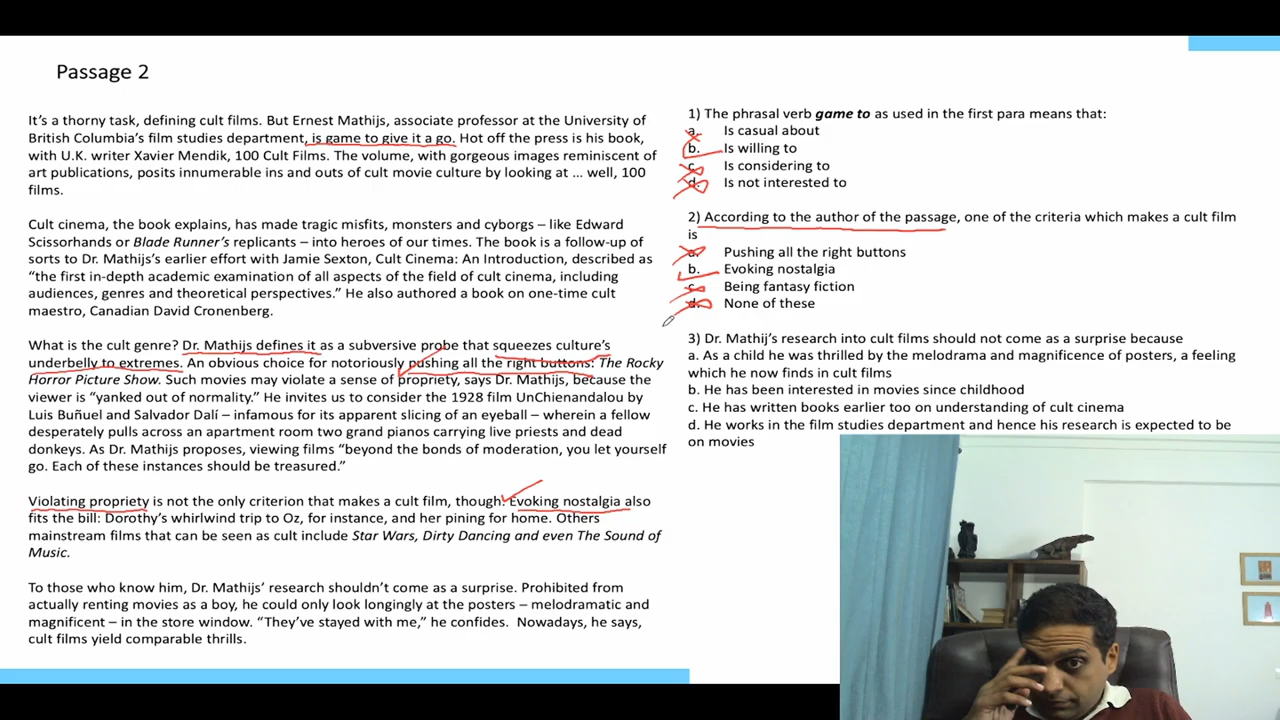 Passage 2
It's a thorny task, defining cult films. But Ernest Mathijs, associate professor at the University of
British Columbia's film studies department, is game to give it a go. Hot off the press is his book,
with U.K. writer Xavier Mendik, 100 Cult Films. The volume, with gorgeous images reminiscent of
art publications, posits innumerable ins and outs of cult movie culture by looking at ... well, 100
films.
Cult cinema, the book explains, has made tragic misfits, monsters and cyborgs – like Edward
Scissorhands or Blade Runner's replicants – into heroes of our times. The book is a follow-up of
sorts to Dr. Mathijs's earlier effort with Jamie Sexton, Cult Cinema: An Introduction, described as
“the first in-depth academic examination of all aspects of the field of cult cinema, including
audiences, genres and theoretical perspectives.” He also authored a book on one-time cult
maestro, Canadian David Cronenberg.
What is the cult genre? Dr. Mathijs defines it as a subversive probe that squeezes culture's
underbelly to extremes. An obvious choice for notoriously pushing all the right buttons: The Rocky
Horror Picture Show. Such movies may violate a sense of propriety, says Dr. Mathijs, because the
viewer is “yanked out of normality.” He invites us to consider the 1928 film UnChienandalou by
Luis Buñuel and Salvador Dalí – infamous for its apparent slicing of an eyeball – wherein a fellow
desperately pulls across an apartment room two grand pianos carrying live priests and dead
donkeys. As Dr. Mathijs proposes, viewing films “beyond the bonds of moderation, you let yourself
go. Each of these instances should be treasured.”
Violating propriety is not the only criterion that makes a cult film, though. Evoking nostalgia also
fits the bill: Dorothy's whirlwind trip to Oz, for instance, and her pining for home. Others
mainstream films that can be seen as cult include Star Wars, Dirty Dancing and even The Sound of
Music.
To those who know him, Dr. Mathijs' research shouldn't come as a surprise. Prohibited from
actually renting movies as a boy, he could only look longingly at the posters – melodramatic and
magnificent – in the store window. “They've stayed with me,” he confides. Nowadays, he says,
cult films yield comparable thrills.
1) The phrasal verb game to as used in the first para means that:
a. Is casual about
b. Is willing to
c. Is considering to
d. Is not interested to
2) According to the author of the passage, one of the criteria which makes a cult film
is
a. Pushing all the right buttons
b. Evoking nostalgia
c. Being fantasy fiction
d. None of these
3) Dr. Mathij's research into cult films should not come as a surprise because
a. As a child he was thrilled by the melodrama and magnificence of posters, a feeling
which he now finds in cult films
b. He has been interested in movies since childhood
c. He has written books earlier too on understanding of cult cinema
d. He works in the film studies department and hence his research is expected to be
on movies